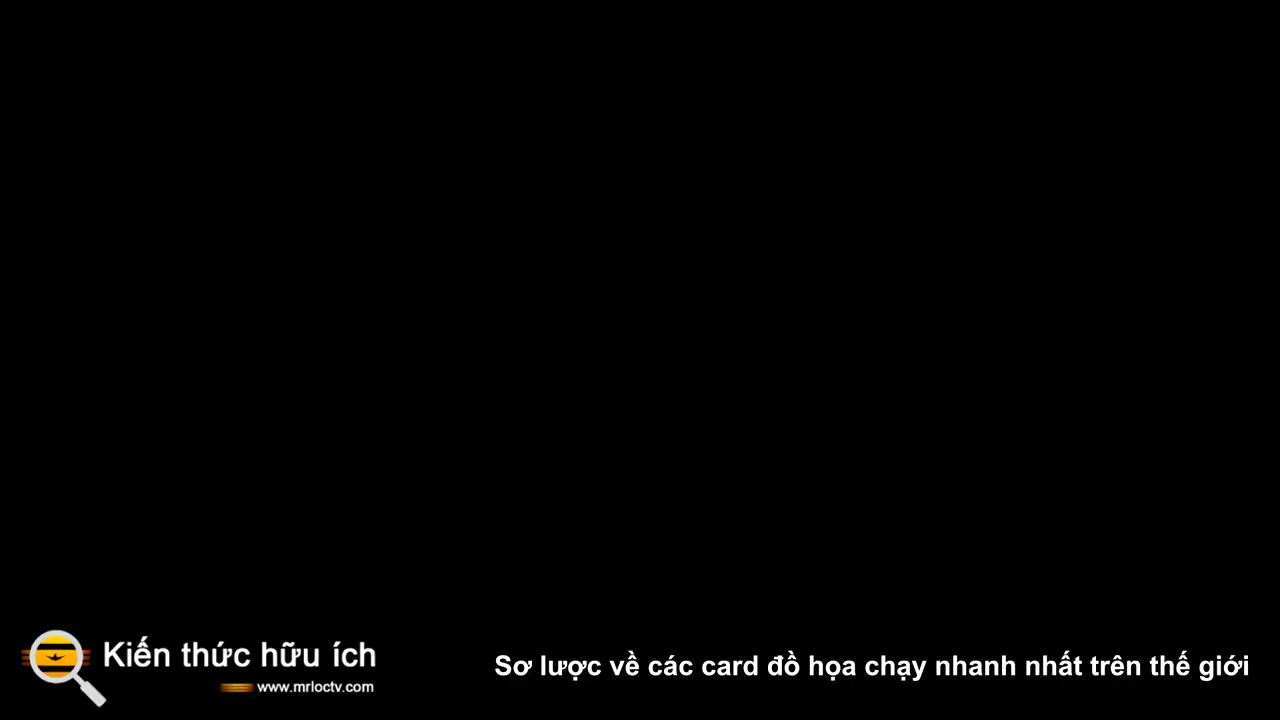 Kiến thức hữu ích
www.mrloctv.com
Sơ lược về các card đồ họa chạy nhanh nhất trên thế giới